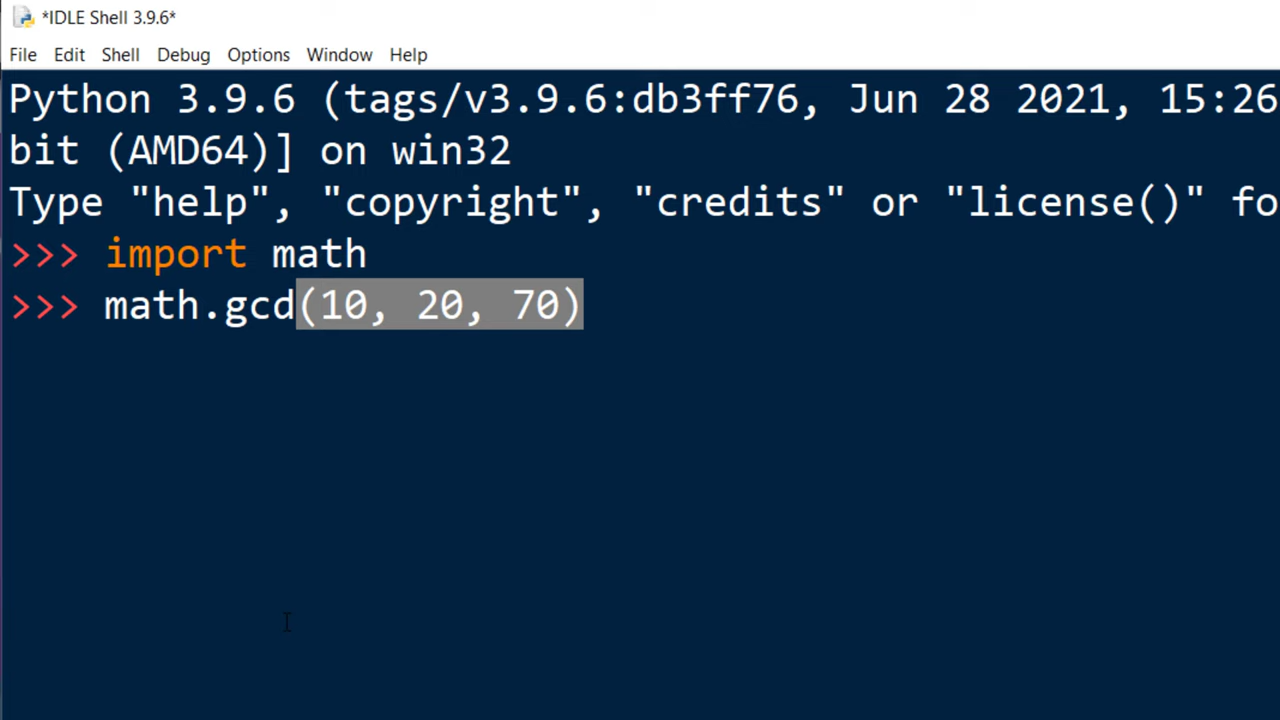 *IDLE Shell 3.9.6*
File Edit Shell Debug Options Window Help
Python 3.9.6 (tags/v3.9.6:db3ff76, Jun 28 2021, 15:26
bit (AMD64)] on win32
Type "help", "copyright", "credits" or "license()" fo
>>> import math
>>> math.gcd(10, 20, 70)